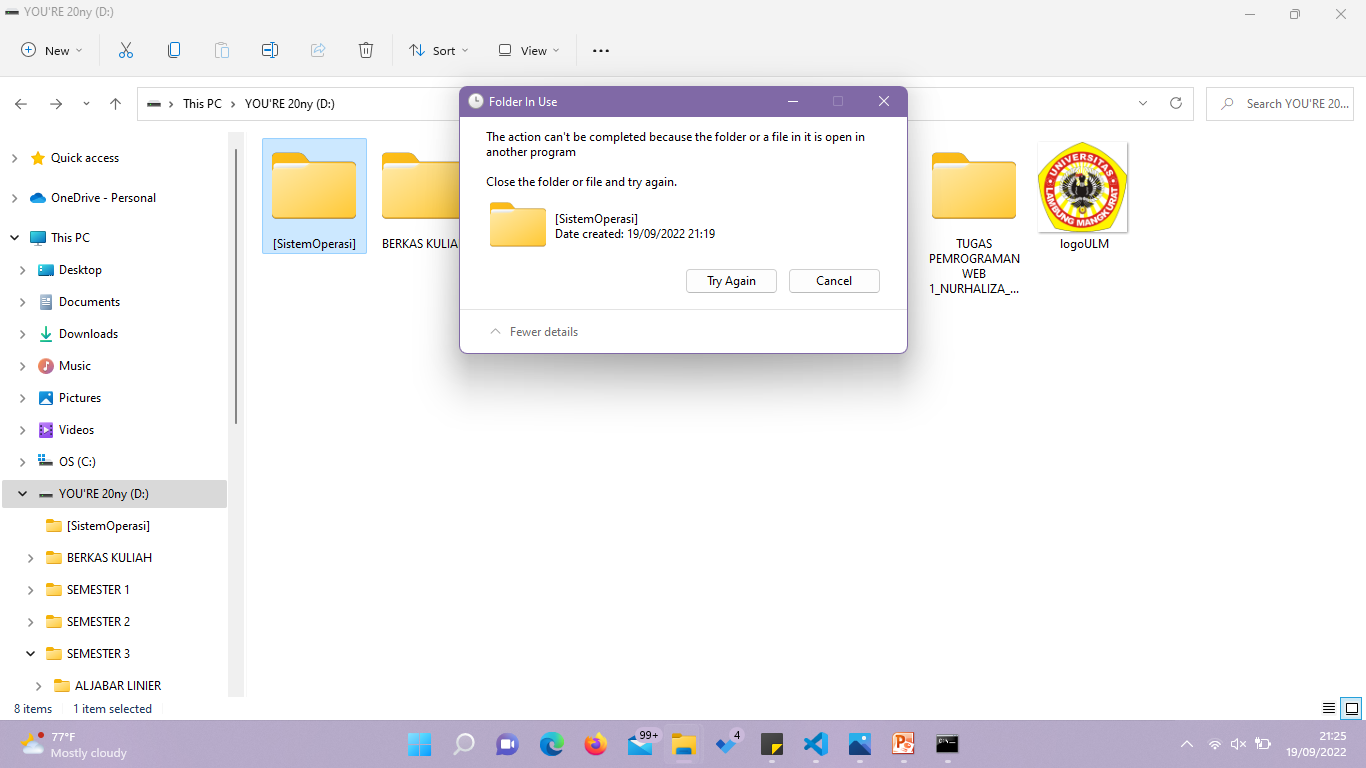 YOU'RE 20ny (D:)
New
Sort
View
This PC
YOU'RE 20ny (D:)
Search YOU'RE 20...
Folder In Use
The action can't be completed because the folder or a file in it is open in
another program
Close the folder or file and try again.
[SistemOperasi]
Date created: 19/09/2022 21:19
Try Again
Cancel
Fewer details
Quick access
OneDrive - Personal
This PC
Desktop
Documents
Downloads
Music
Pictures
Videos
OS (C:)
YOU'RE 20ny (D:)
[SistemOperasi]
BERKAS KULIAH
SEMESTER 1
SEMESTER 2
SEMESTER 3
ALJABAR LINIER
[SistemOperasi]
BERKAS KULIA
TUGAS
PEMROGRAMAN
WEB
1_NURHALIZA_...
UNIVERSITAS
LAMBUNG MANGKURAT
logoULM
8 items
1 item selected
77°F
Mostly cloudy
99+
4
21:25
19/09/2022